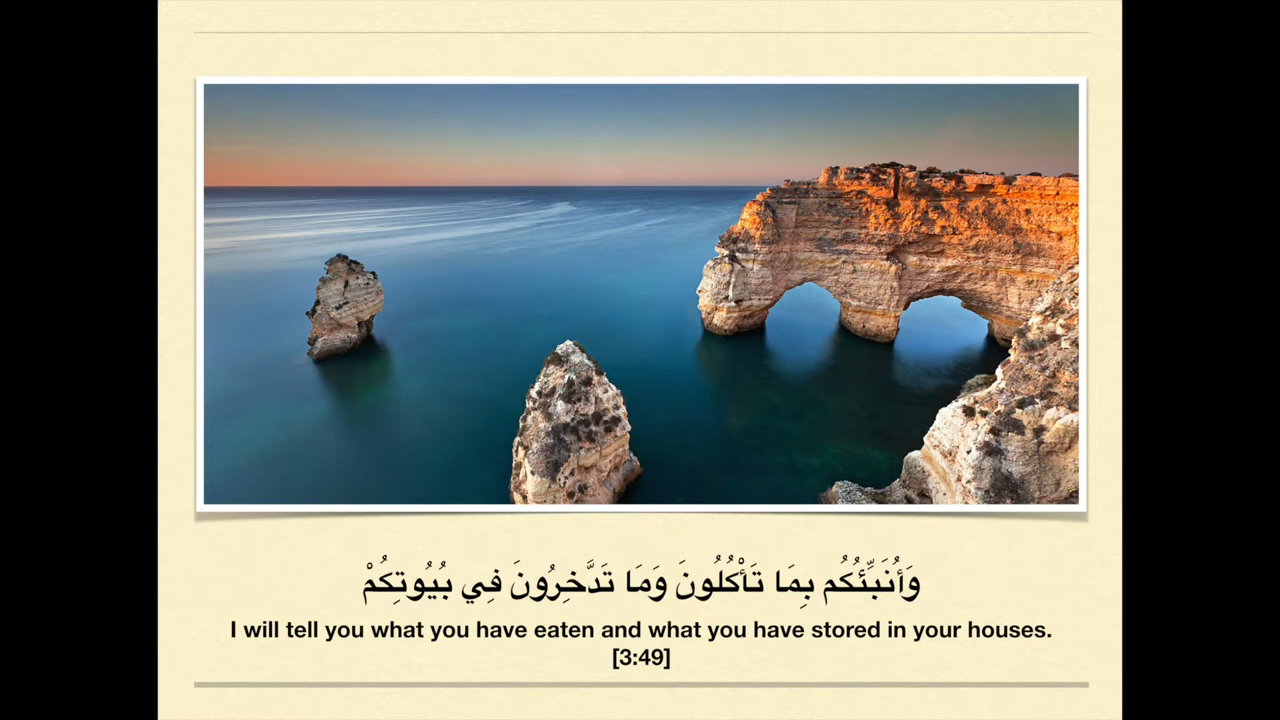 وَأُنَبِّئُكُم بِمَا تَأْكُلُونَ وَمَا تَدَّخِرُونَ فِي بُيُوتِكُمْ
I will tell you what you have eaten and what you have stored in your houses.
[3:49]